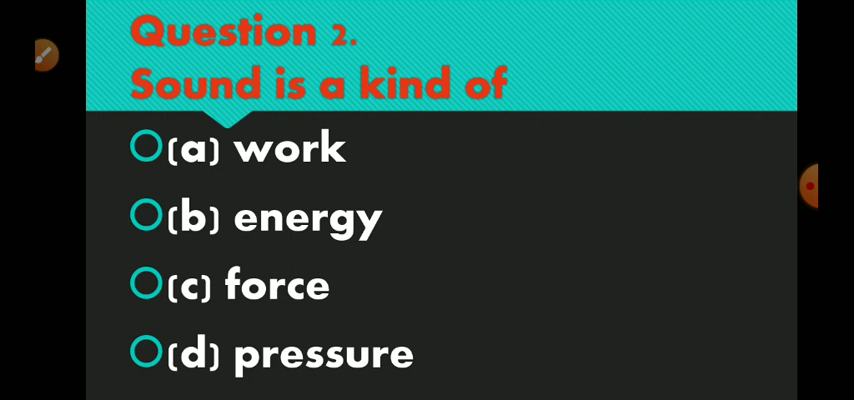 Question 2.
Sound is a kind of
(a) work
(b) energy
(c) force
(d) pressure